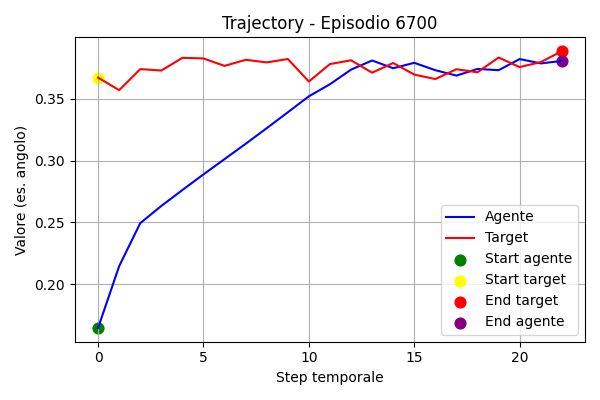 Trajectory - Episodio 6700
Valore (es. angolo)
0.35
0.30
0.25
0.20
0
5
10
15
20
Step temporale
Agente
Target
Start agente
Start target
End target
End agente